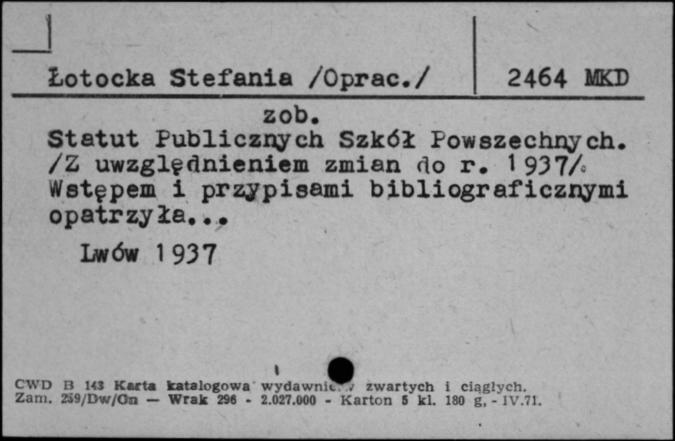 Łotocka Stefania /Oprac./ 2464 MKD
zob.
Statut Publicznych Szkół Powszechnych.
/Z uwzględnieniem zmian do r. 1937/.
Wstępem i przypisami bibliograficznymi
opatrzyła...
Lwów 1937
CWD B 143 Karta katalogowa zwartych i ciągłych.
Zam. 259/Dw/Gn — Wrak 296 - 2.027.000 - Karton 5 kl. 180 g. - IV.71.